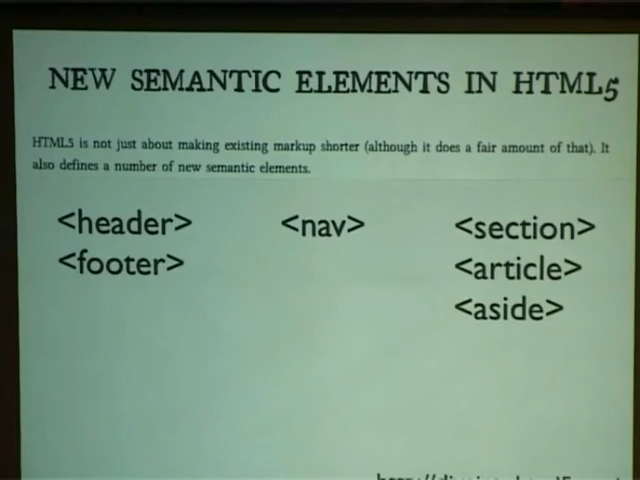 NEW SEMANTIC ELEMENTS IN HTML5
HTML5 is not just about making existing markup shorter (although it does a fair amount of that). It
also defines a number of new semantic elements.
<header> <nav> <section>
<footer> <article>
<aside>